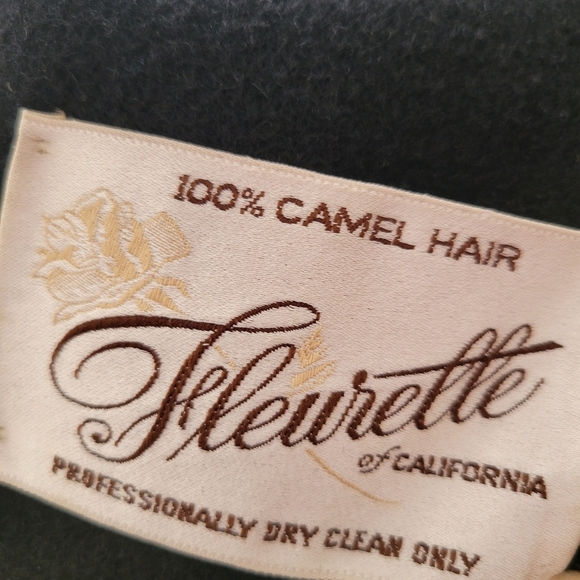 100% CAMEL HAIR
Fleurette
of CALIFORNIA
PROFESSIONALLY DRY CLEAN ONLY